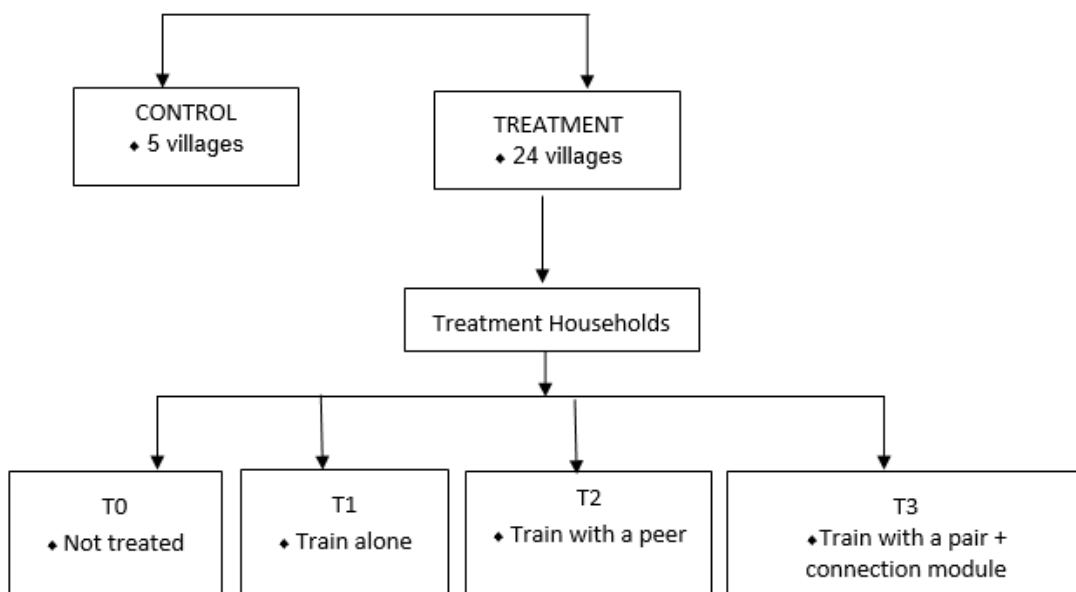 CONTROL
⬥ 5 villages
TREATMENT
⬥ 24 villages
Treatment Households
T0
⬥ Not treated
T1
⬥ Train alone
T2
⬥ Train with a peer
T3
⬥Train with a pair +
connection module